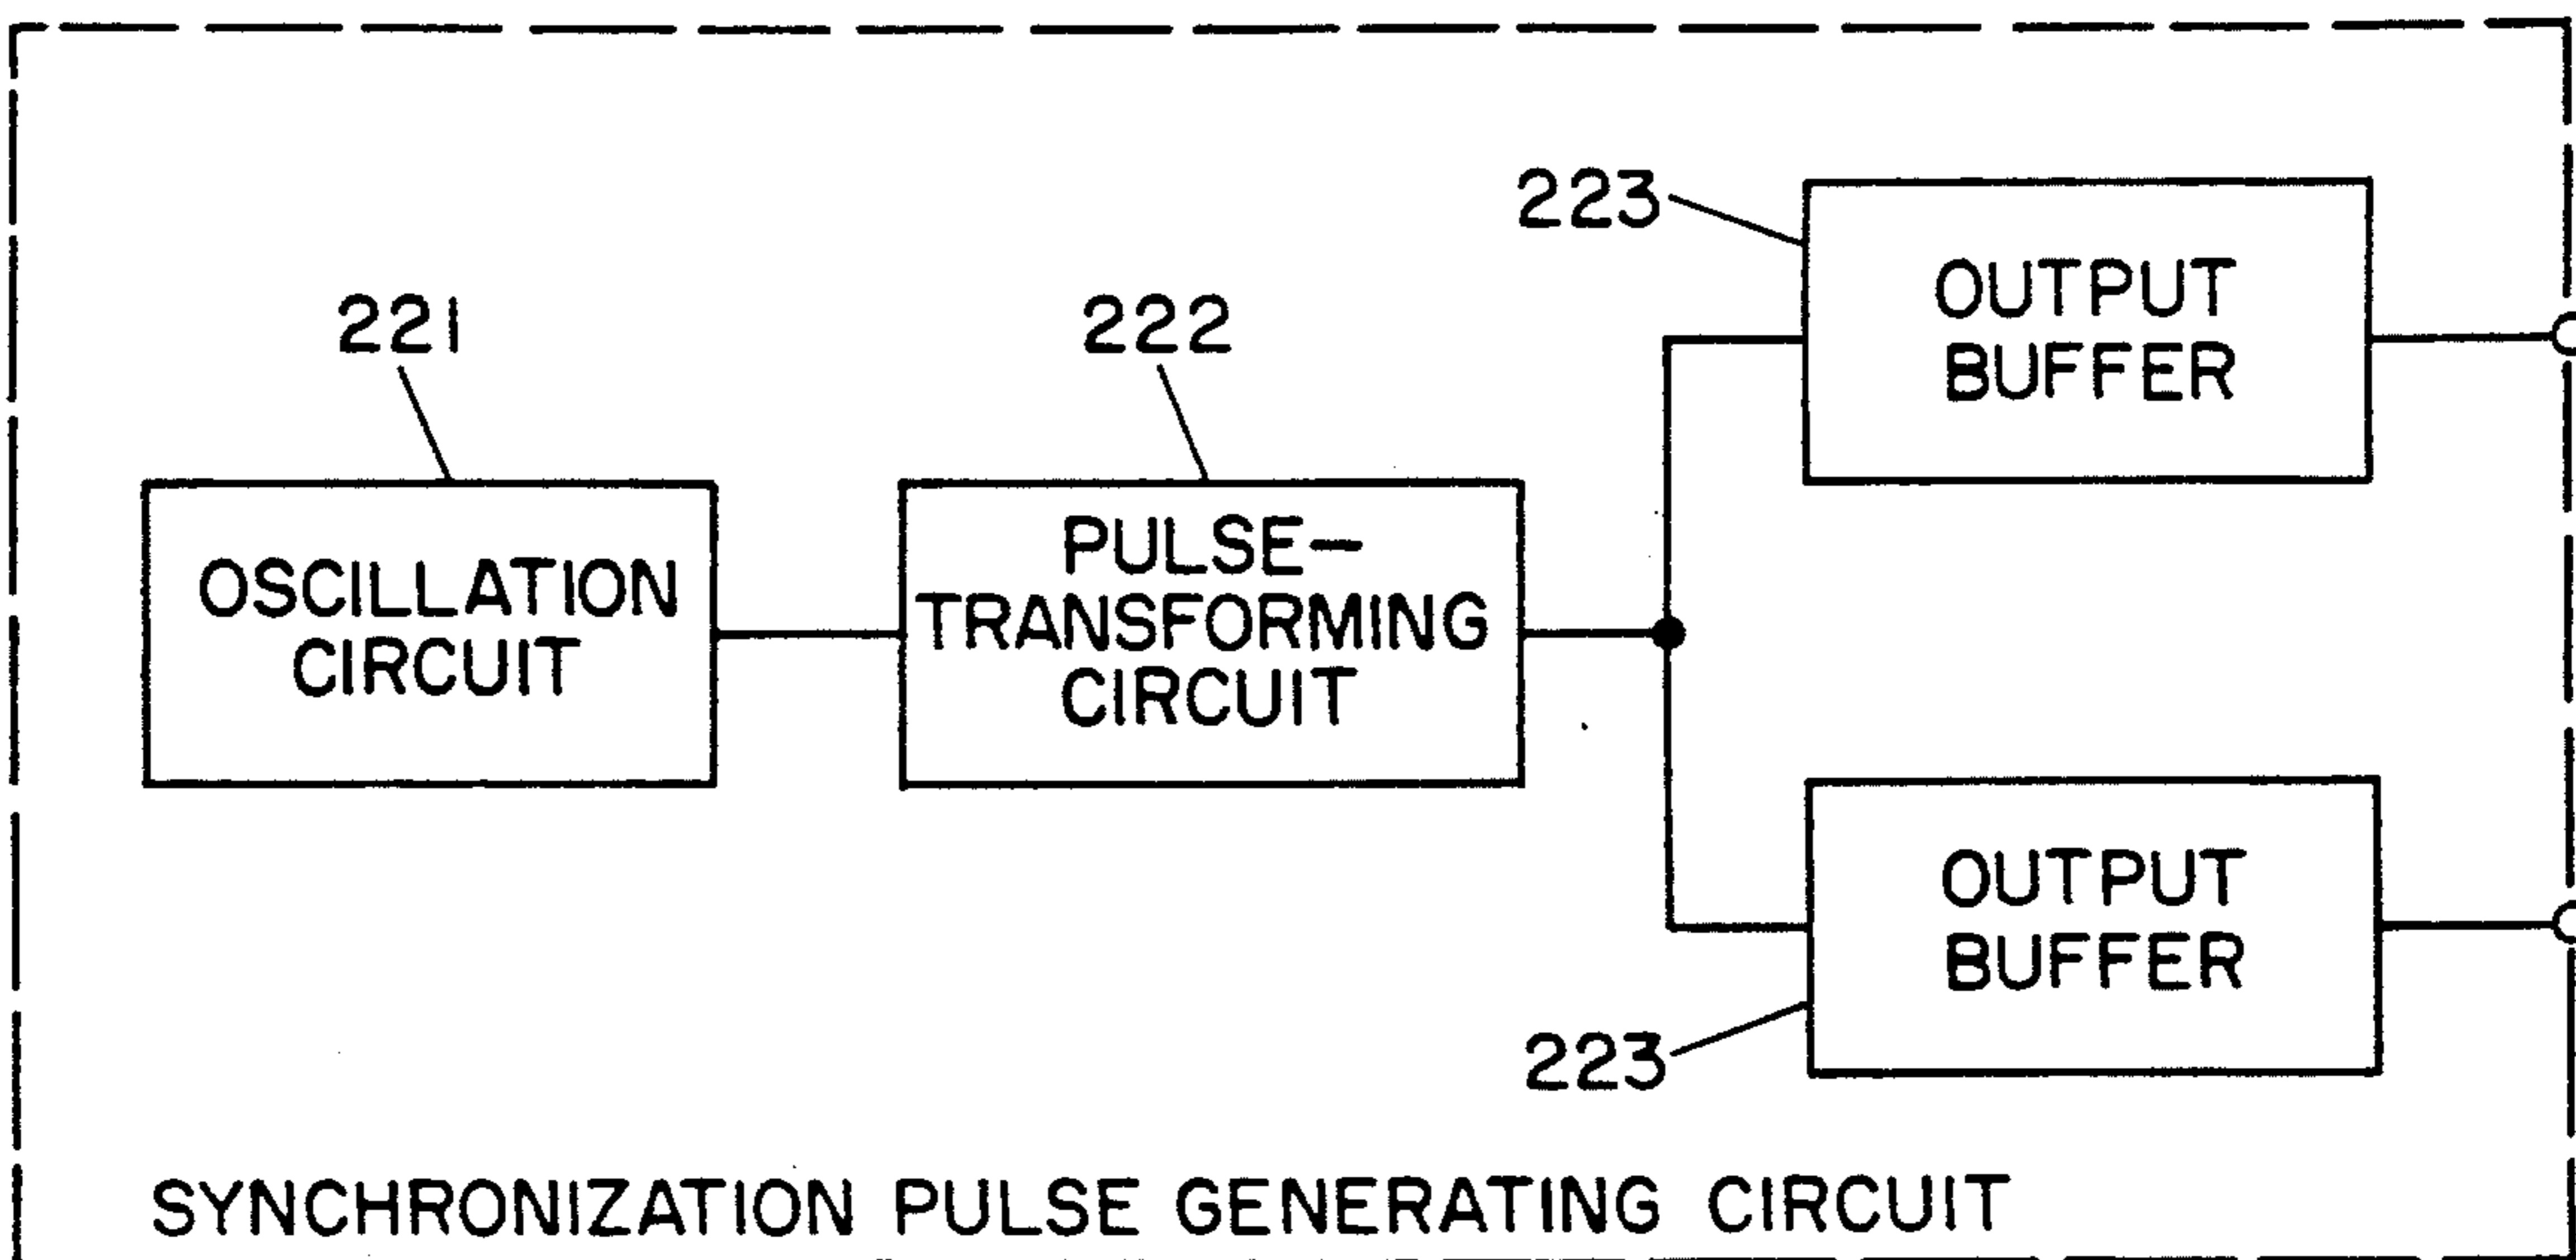 223
OUTPUT
BUFFER
221
222
OSCILLATION
CIRCUIT
PULSE-
TRANSFORMING
CIRCUIT
OUTPUT
BUFFER
223
SYNCHRONIZATION PULSE GENERATING CIRCUIT